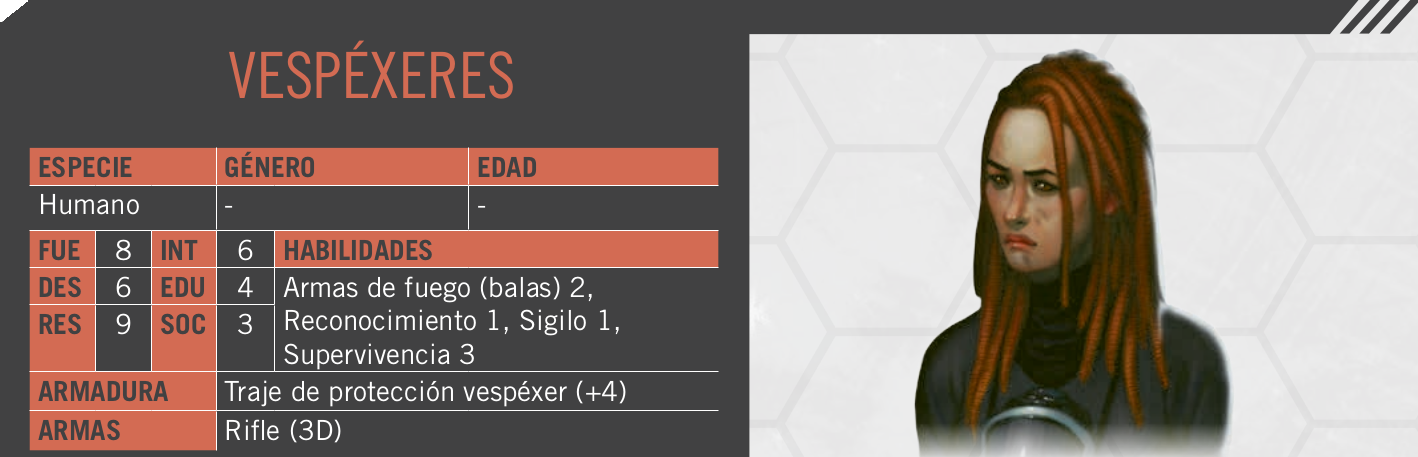 VESPÉXERES
ESPECIE GÉNERO EDAD
Humano - -
FUE 8 INT 6 HABILIDADES
DES 6 EDU 4 Armas de fuego (balas) 2,
RES 9 SOC 3 Reconocimiento 1, Sigilo 1,
Supervivencia 3
ARMADURA Traje de protección vespéxer (+4)
ARMAS Rifle (3D)